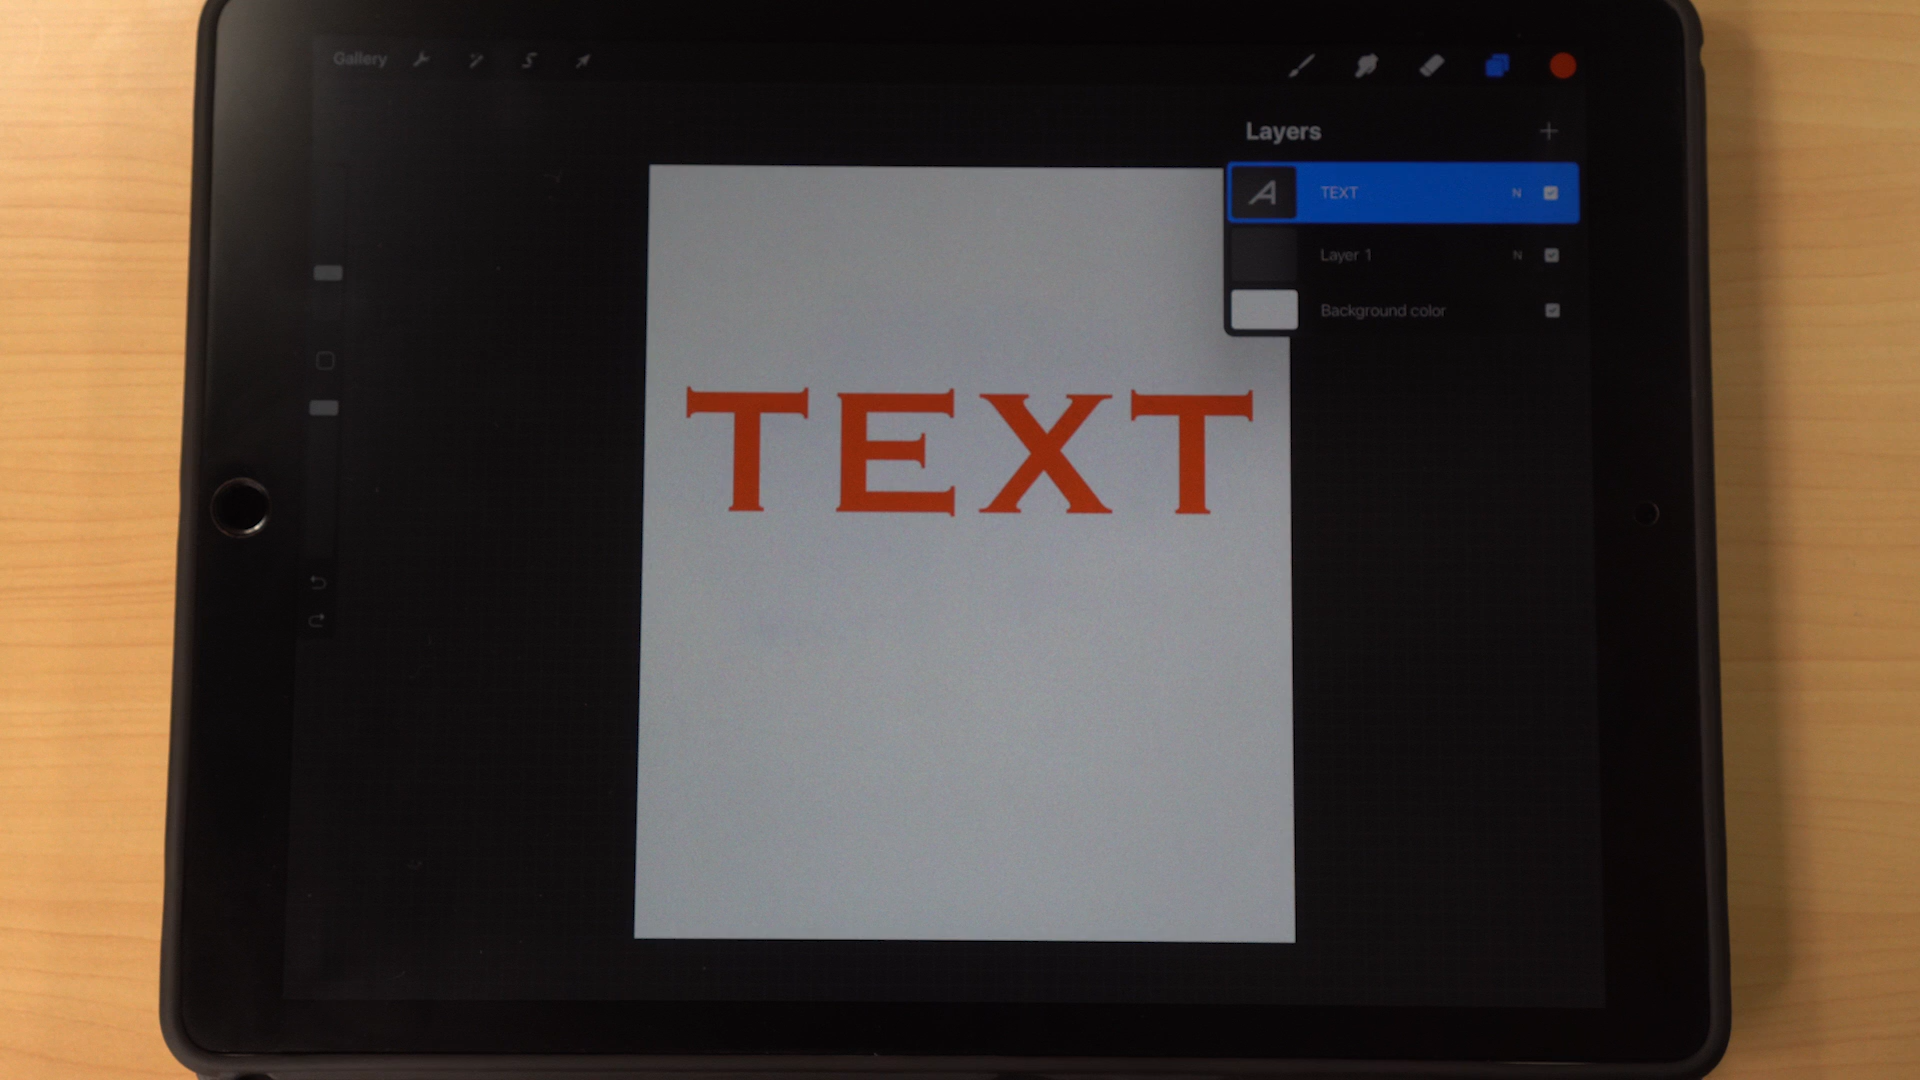 Gallery
Layers
TEXT N
Layer 1 N
Background color
TEXT